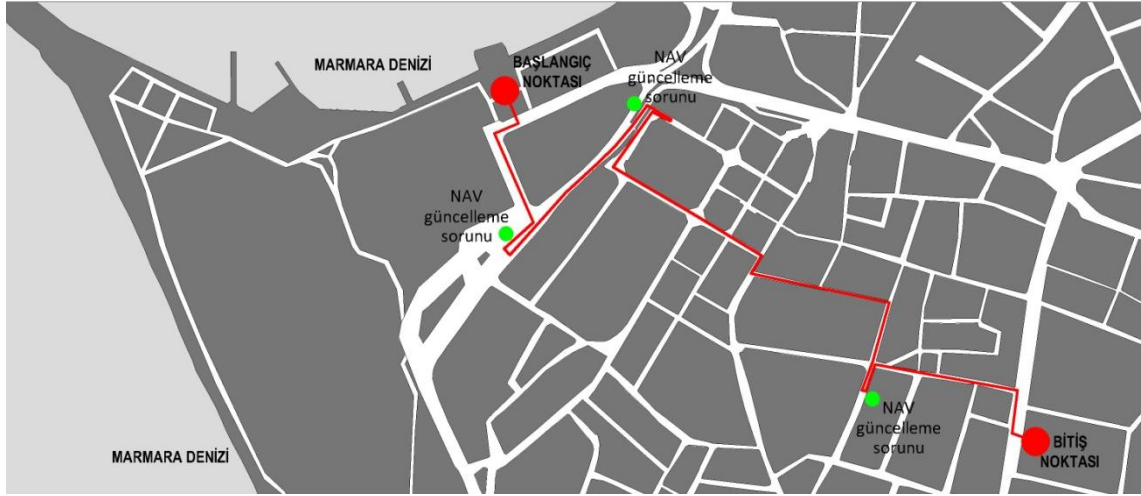 MARMARA DENİZİ
BAŞLANGIÇ
NOKTASI
NAV
güncelleme
sorunu
NAV
güncelleme
sorunu
NAV
güncelleme
sorunu
BİTİŞ
NOKTASI
MARMARA DENİZİ